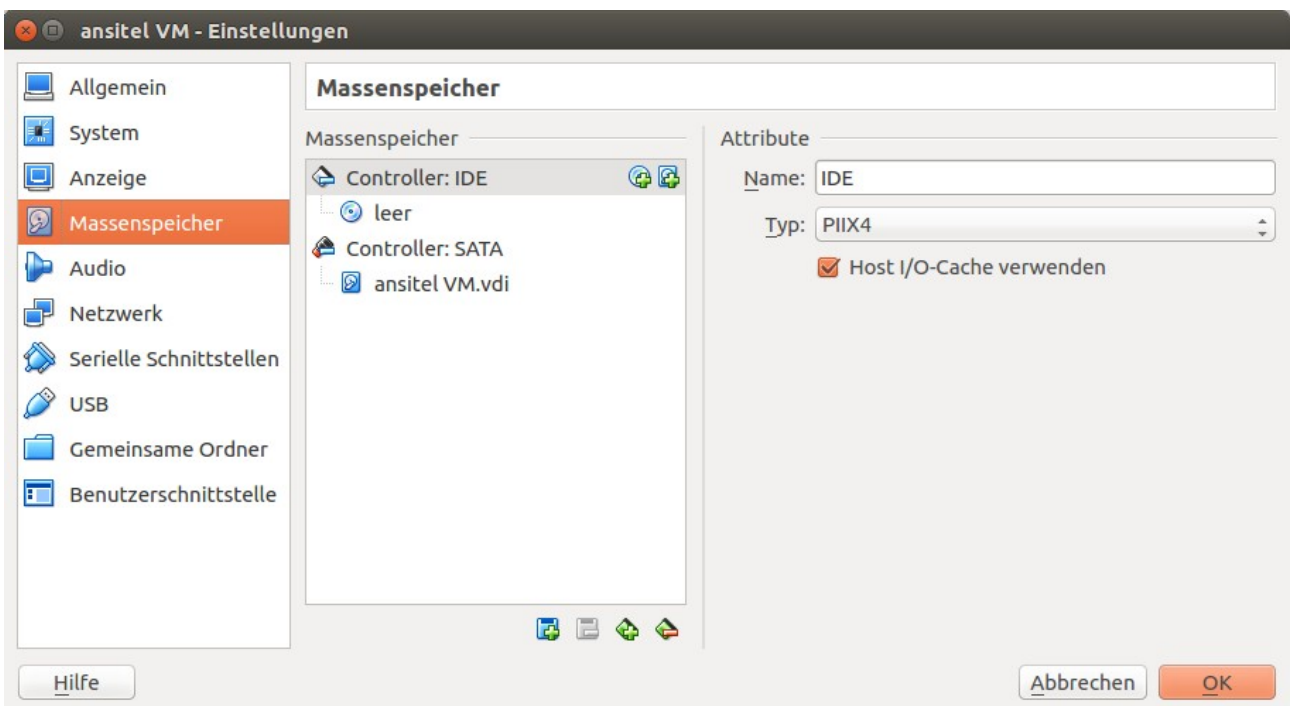 ansitel VM - Einstellungen
Allgemein
System
Anzeige
Massenspeicher
Audio
Netzwerk
Serielle Schnittstellen
USB
Gemeinsame Ordner
Benutzerschnittstelle
Massenspeicher
Massenspeicher
Controller: IDE
leer
Controller: SATA
ansitel VM.vdi
Attribute
Name: IDE
Typ: PIIX4
Host I/O-Cache verwenden
Hilfe
Abbrechen
OK